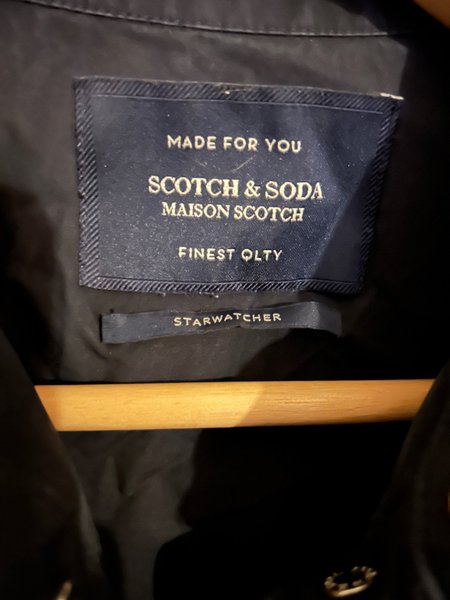 MADE FOR YOU
SCOTCH & SODA
MAISON SCOTCH
FINEST QLTY
STARWATCHER